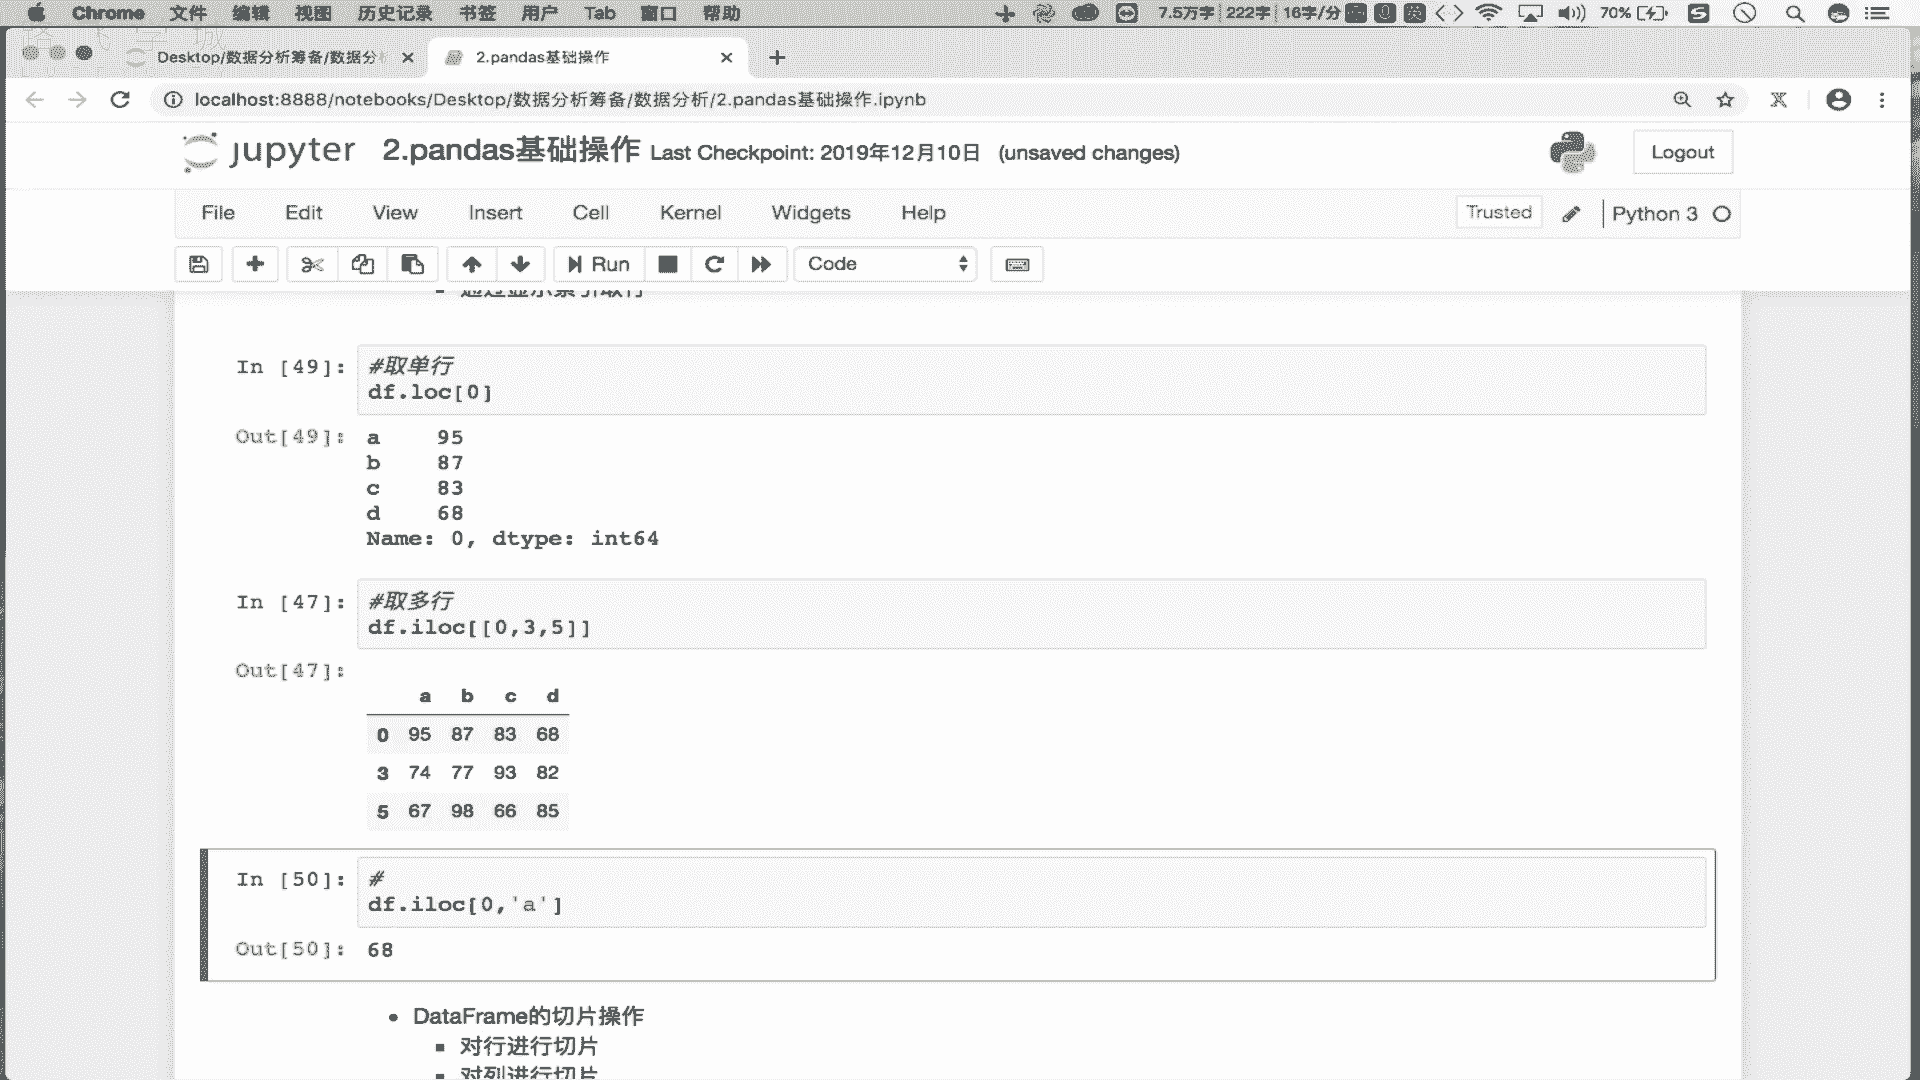 Chrome 文件 编辑 视图 历史记录 书签 用户 Tab 窗口 帮助 7.5万字 222字 16字/分 英 70%
Desktop/数据分析筹备/数据分 2.pandas基础操作
localhost:8888/notebooks/Desktop/数据分析筹备/数据分析/2.pandas基础操作.ipynb
jupyter 2.pandas基础操作 Last Checkpoint: 2019年12月10日 (unsaved changes) Logout
File Edit View Insert Cell Kernel Widgets Help Trusted Python 3
Run Code
通过显示索引取行
In [49]: #取单行
df.loc[0]
Out[49]: a 95
b 87
c 83
d 68
Name: 0, dtype: int64
In [47]: #取多行
df.iloc[[0,3,5]]
Out[47]:
a b c d
0 95 87 83 68
3 74 77 93 82
5 67 98 66 85
In [50]: #
df.iloc[0,'a']
Out[50]: 68
DataFrame的切片操作
对行进行切片
对列进行切片